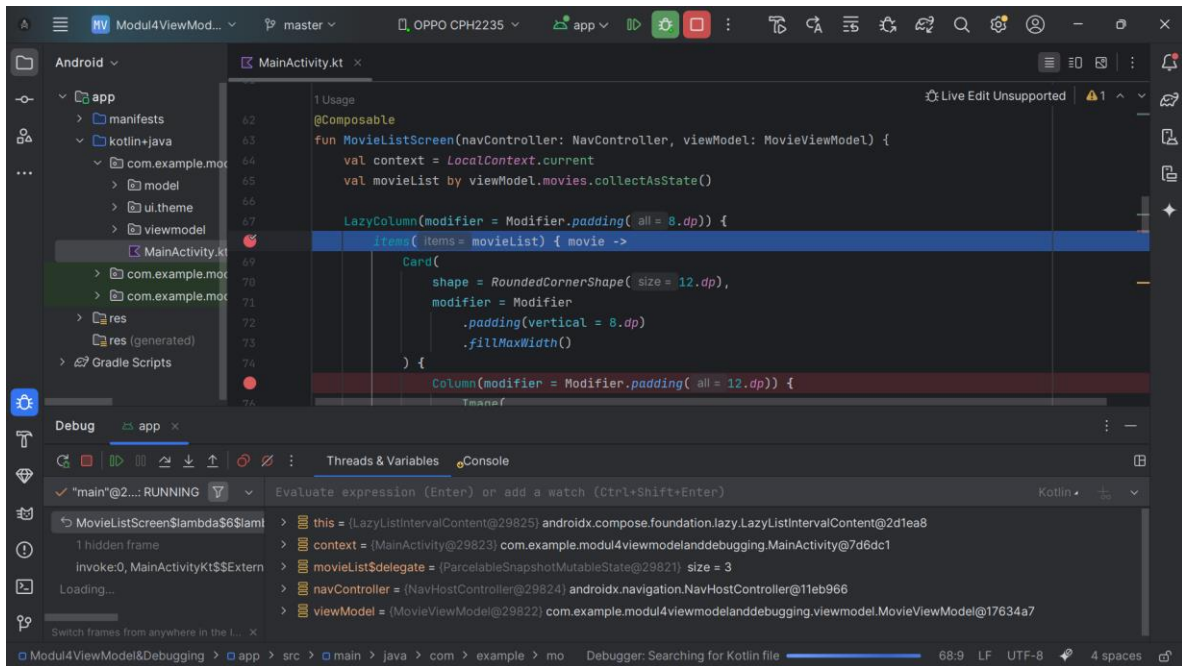 MV Modul4ViewMod... master OPPO CPH2235 app
Android
MainActivity.kt
app
manifests
kotlin+java
com.example.mod
model
ui.theme
viewmodel
MainActivity.kt
com.example.mod
com.example.mod
res
res (generated)
Gradle Scripts
Live Edit Unsupported 1
1 Usage
62 @Composable
63 fun MovieListScreen(navController: NavController, viewModel: MovieViewModel) {
64 val context = LocalContext.current
65 val movieList by viewModel.movies.collectAsState()
66
67 LazyColumn(modifier = Modifier.padding( all = 8.dp)) {
items( items = movieList) { movie ->
69 Card(
70 shape = RoundedCornerShape( size = 12.dp),
71 modifier = Modifier
72 .padding(vertical = 8.dp)
73 .fillMaxWidth()
74 ) {
Column(modifier = Modifier.padding( all = 12.dp)) {
76 Image(
Debug app
Threads & Variables Console
"main"@2...: RUNNING
Evaluate expression (Enter) or add a watch (Ctrl+Shift+Enter) Kotlin
MovieListScreen$lambda$6$laml
1 hidden frame
invoke:0, MainActivityKt$$Extern
Loading...
Switch frames from anywhere in the I...
this = {LazyListIntervalContent@29825} androidx.compose.foundation.lazy.LazyListIntervalContent@2d1ea8
context = {MainActivity@29823} com.example.modul4viewmodelanddebugging.MainActivity@7d6dc1
movieList$delegate = {ParcelableSnapshotMutableState@29821} size = 3
navController = {NavHostController@29824} androidx.navigation.NavHostController@11eb966
viewModel = {MovieViewModel@29822} com.example.modul4viewmodelanddebugging.viewmodel.MovieViewModel@17634a7
Modul4ViewModel&Debugging > app > src > main > java > com > example > mo Debugger: Searching for Kotlin file 68:9 LF UTF-8 4 spaces